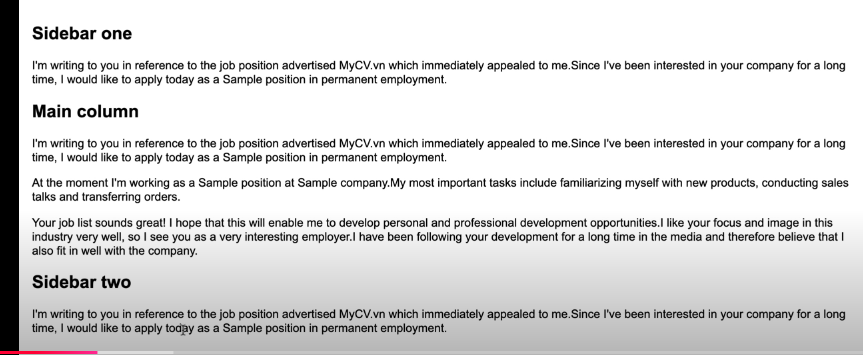 Sidebar one
I'm writing to you in reference to the job position advertised MyCV.vn which immediately appealed to me.Since I've been interested in your company for a long
time, I would like to apply today as a Sample position in permanent employment.
Main column
I'm writing to you in reference to the job position advertised MyCV.vn which immediately appealed to me.Since I've been interested in your company for a long
time, I would like to apply today as a Sample position in permanent employment.
At the moment I'm working as a Sample position at Sample company.My most important tasks include familiarizing myself with new products, conducting sales
talks and transferring orders.
Your job list sounds great! I hope that this will enable me to develop personal and professional development opportunities.I like your focus and image in this
industry very well, so I see you as a very interesting employer.I have been following your development for a long time in the media and therefore believe that I
also fit in well with the company.
Sidebar two
I'm writing to you in reference to the job position advertised MyCV.vn which immediately appealed to me.Since I've been interested in your company for a long
time, I would like to apply today as a Sample position in permanent employment.